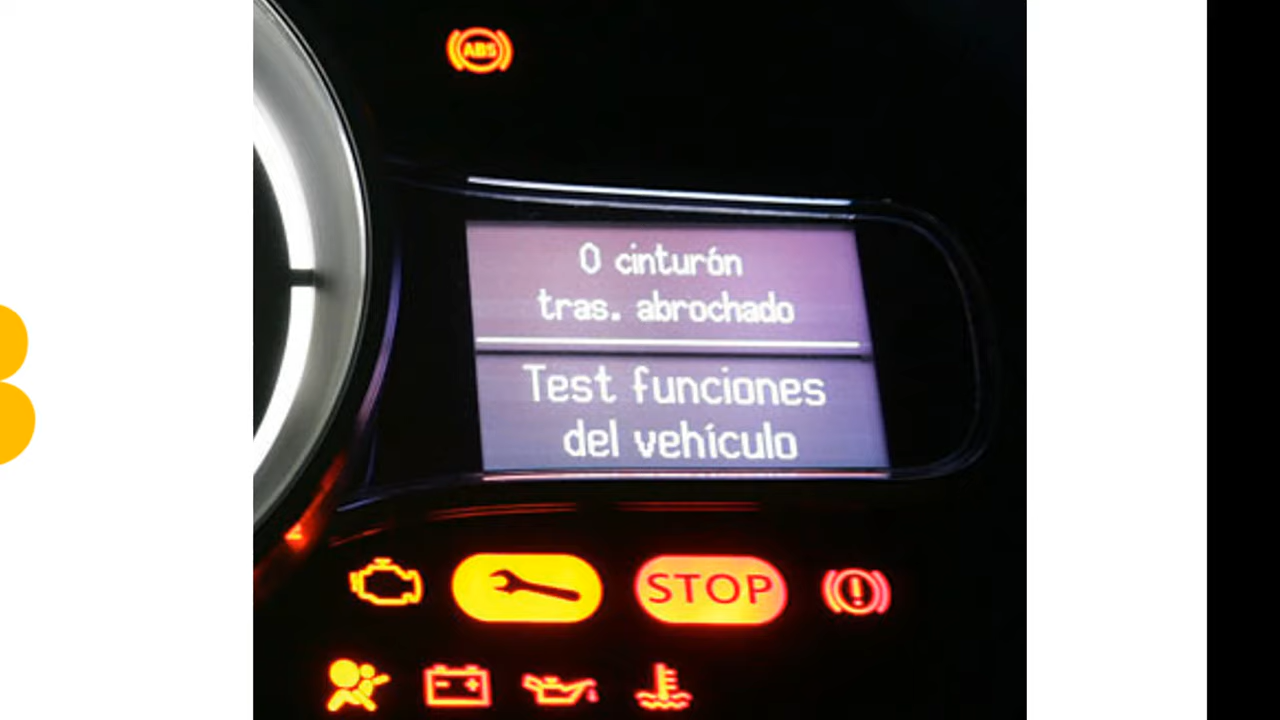 ABS
0 cinturón
tras. abrochado
Test funciones
del vehículo
STOP